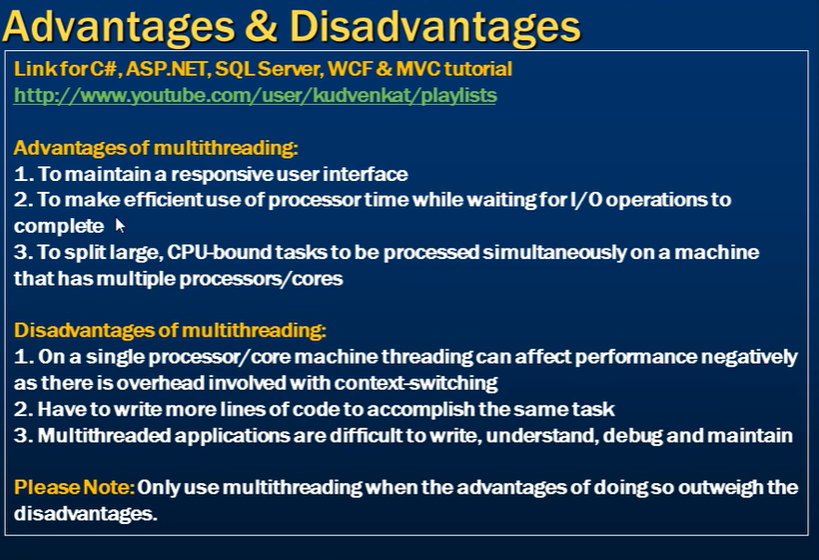 Advantages & Disadvantages
Link for C#, ASP.NET, SQL Server, WCF & MVC tutorial
http://www.youtube.com/user/kudvenkat/playlists
Advantages of multithreading:
1. To maintain a responsive user interface
2. To make efficient use of processor time while waiting for I/O operations to
complete
3. To split large, CPU-bound tasks to be processed simultaneously on a machine
that has multiple processors/cores
Disadvantages of multithreading:
1. On a single processor/core machine threading can affect performance negatively
as there is overhead involved with context-switching
2. Have to write more lines of code to accomplish the same task
3. Multithreaded applications are difficult to write, understand, debug and maintain
Please Note: Only use multithreading when the advantages of doing so outweigh the
disadvantages.